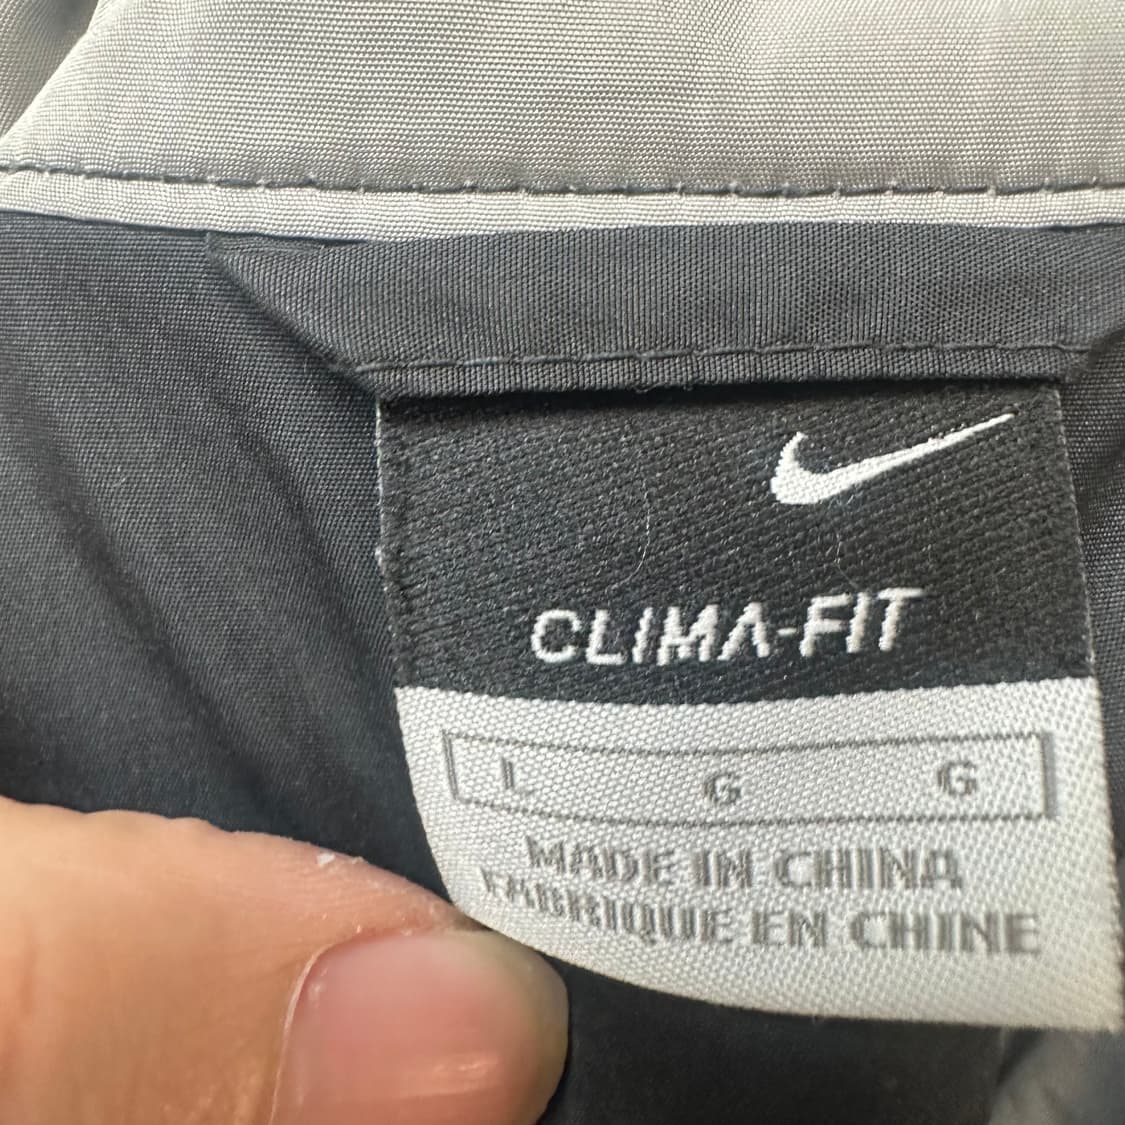 CLIMA-FIT
L G G
MADE IN CHINA
FABRIQUE EN CHINE